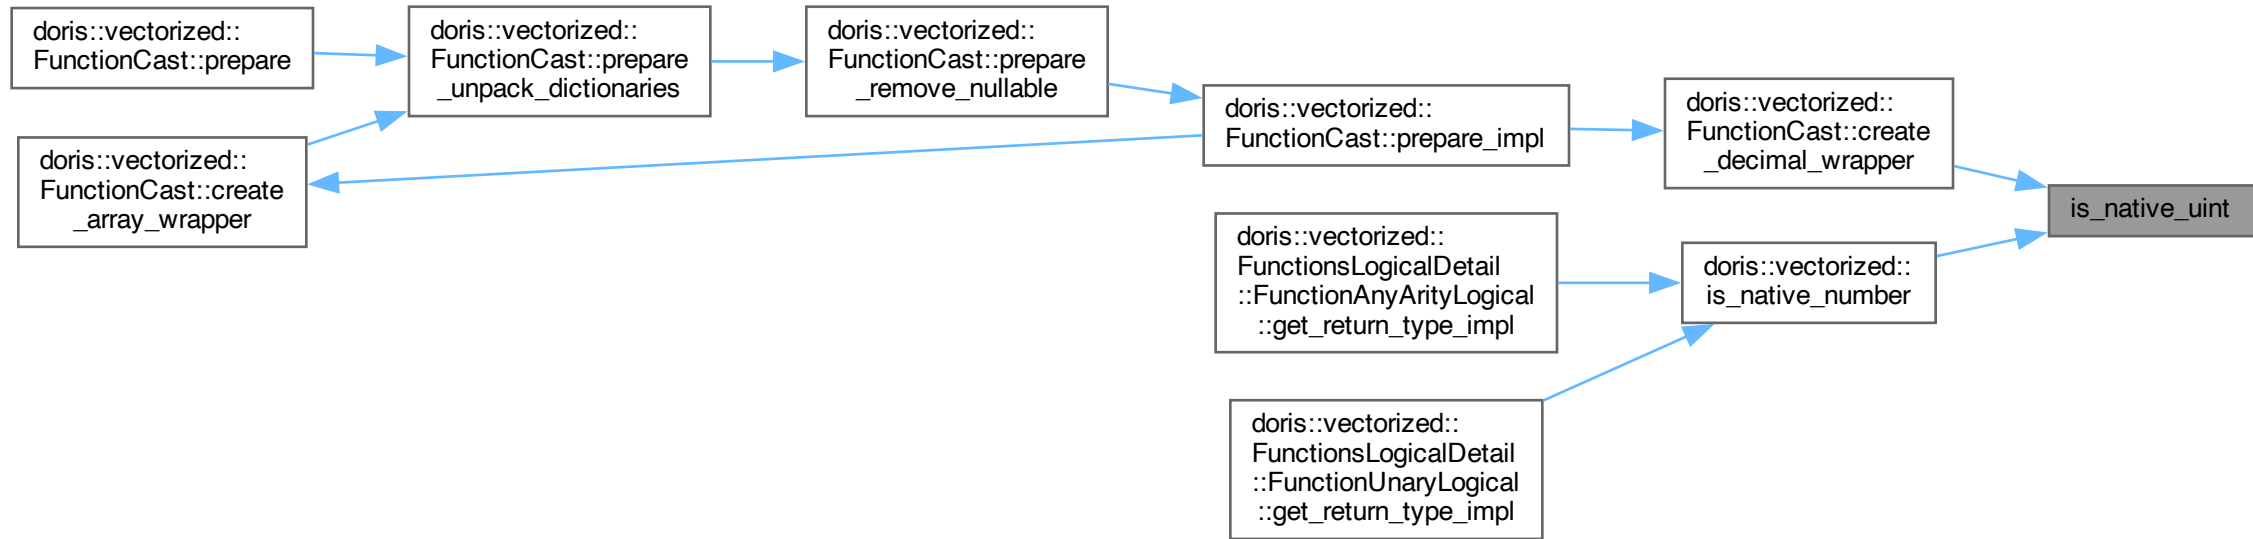 doris::vectorized::
FunctionCast::prepare
doris::vectorized::
FunctionCast::prepare
_unpack_dictionaries
doris::vectorized::
FunctionCast::prepare
_remove_nullable
doris::vectorized::
FunctionCast::prepare_impl
doris::vectorized::
FunctionCast::create
_decimal_wrapper
is_native_uint
doris::vectorized::
FunctionCast::create
_array_wrapper
doris::vectorized::
FunctionsLogicalDetail
::FunctionAnyArityLogical
::get_return_type_impl
doris::vectorized::
is_native_number
doris::vectorized::
FunctionsLogicalDetail
::FunctionUnaryLogical
::get_return_type_impl